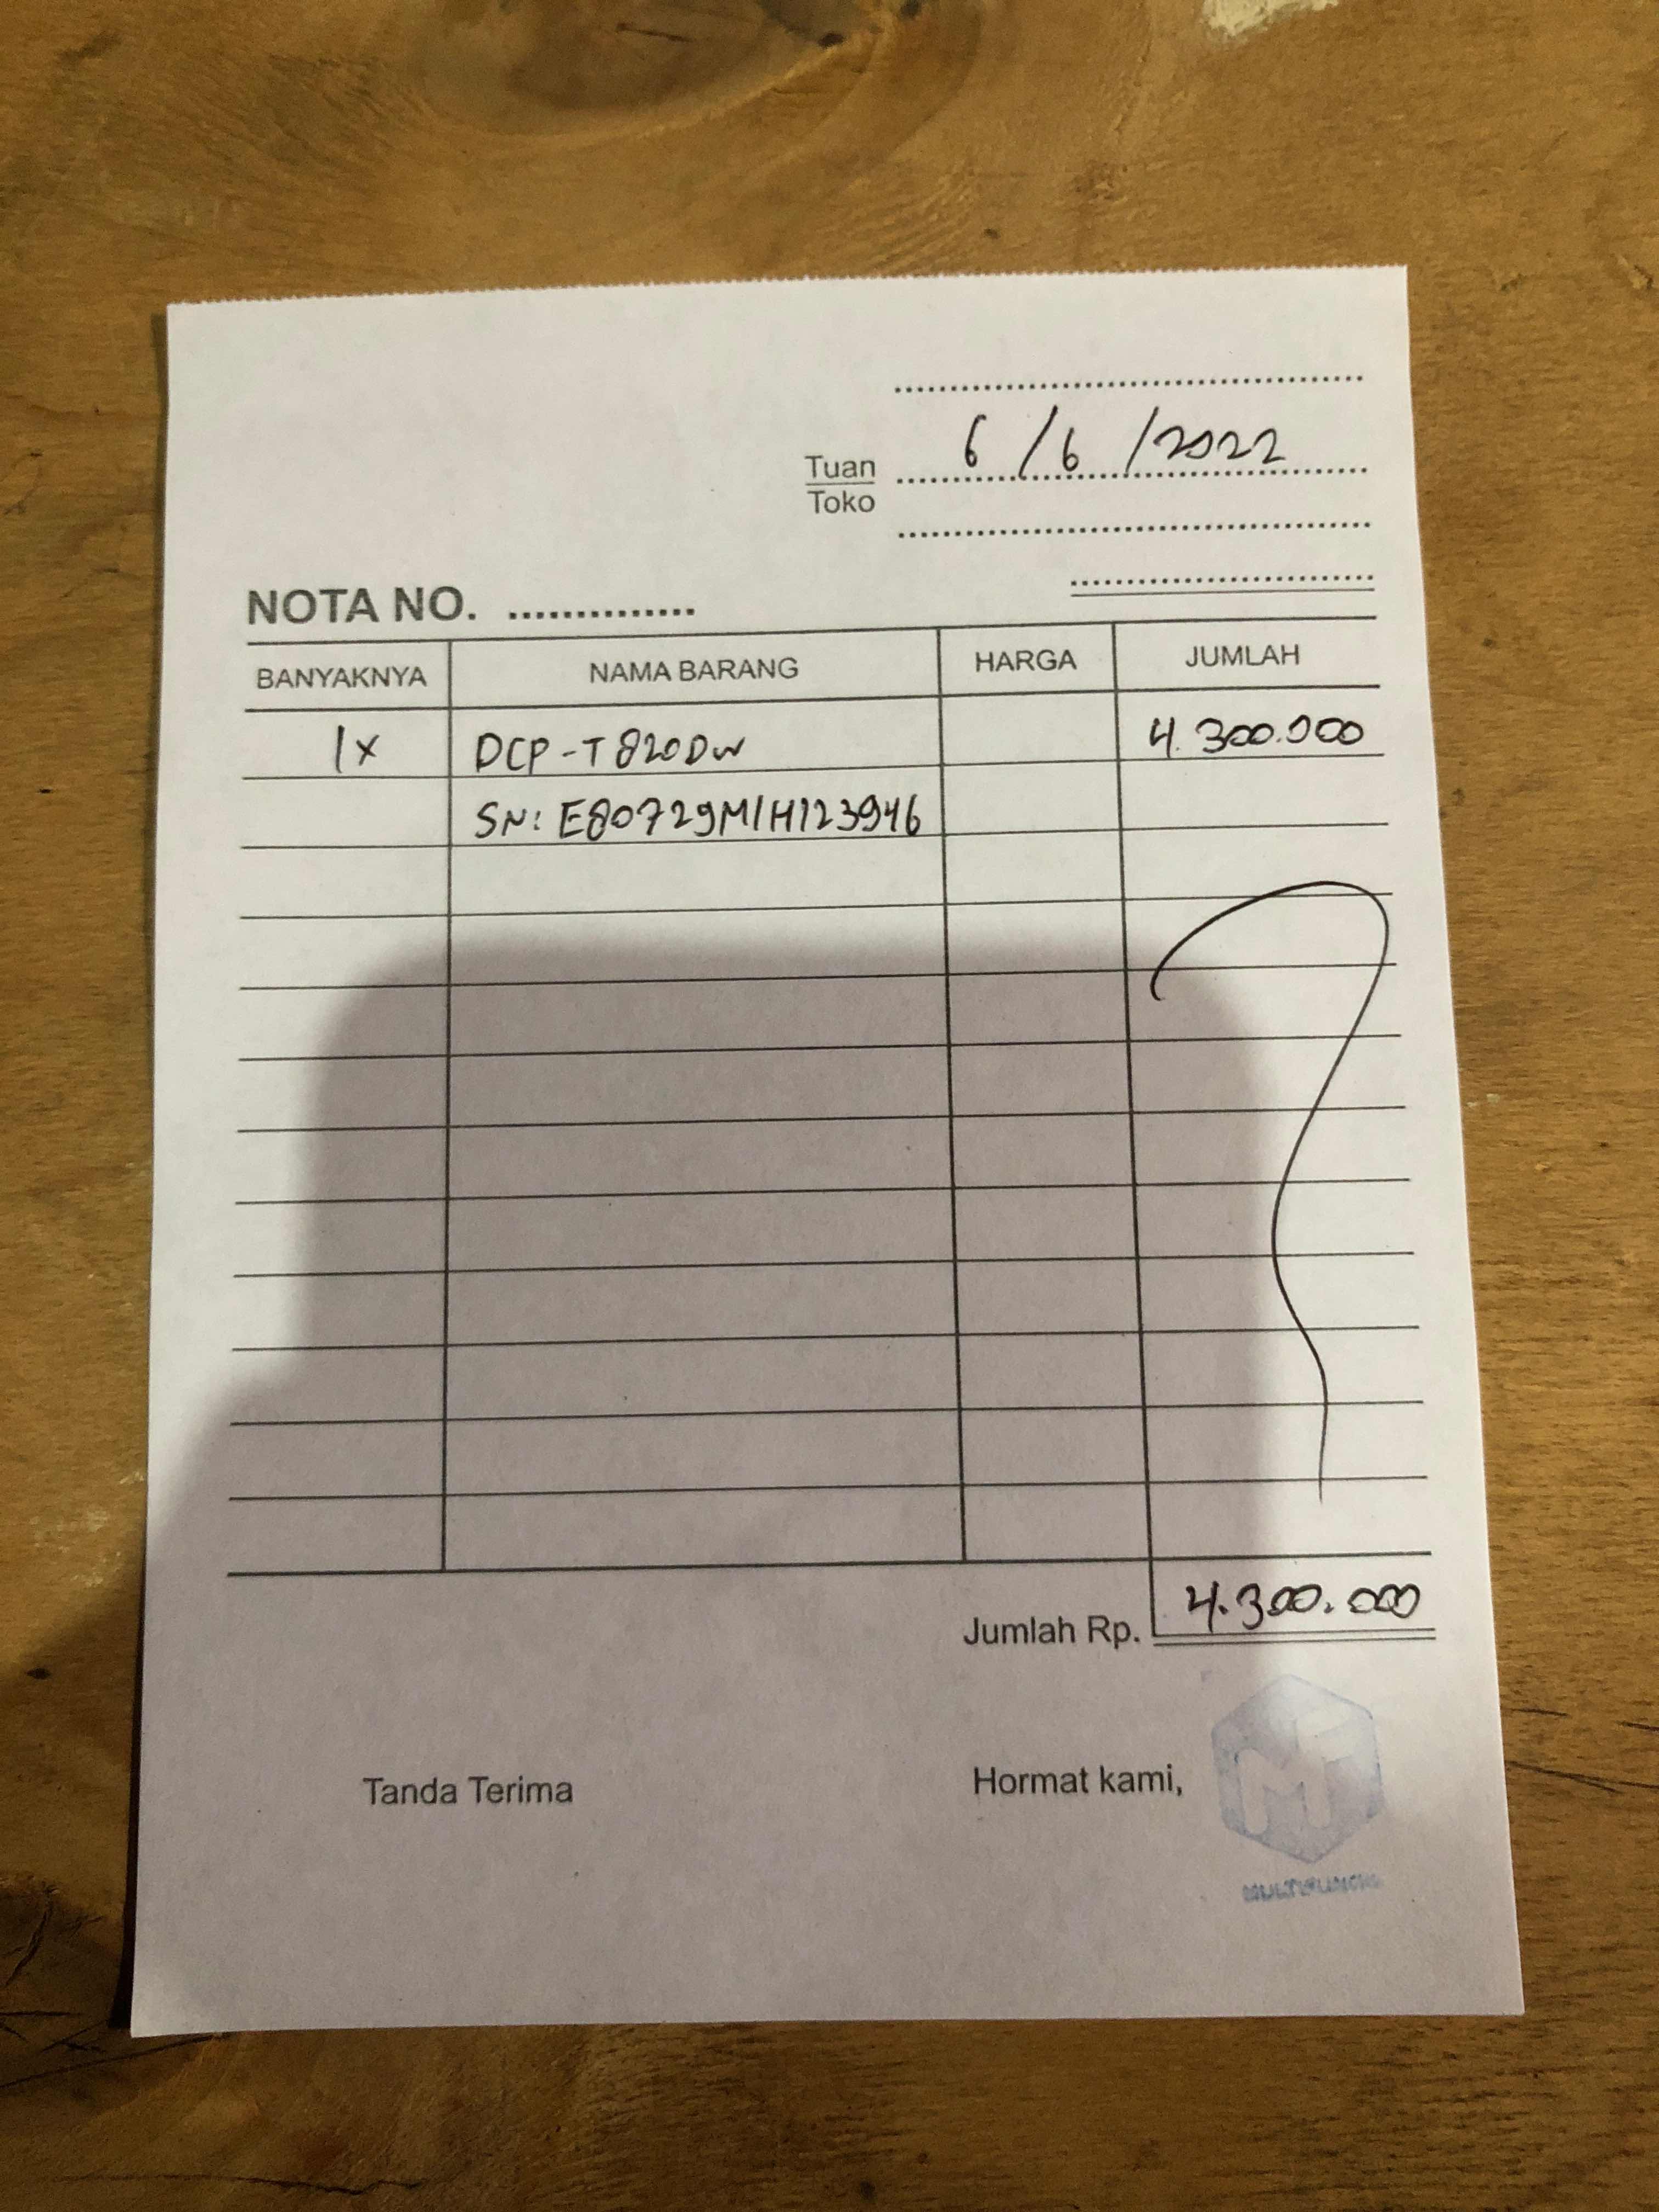 6/6/2022
Tuan
Toko
NOTA NO. ..............
BANYAKNYA NAMA BARANG HARGA JUMLAH
1x DCP-T820DW 4.300.000
SN: E80729M1H123946
Jumlah Rp. 4.300.000
Tanda Terima Hormat kami,
MF